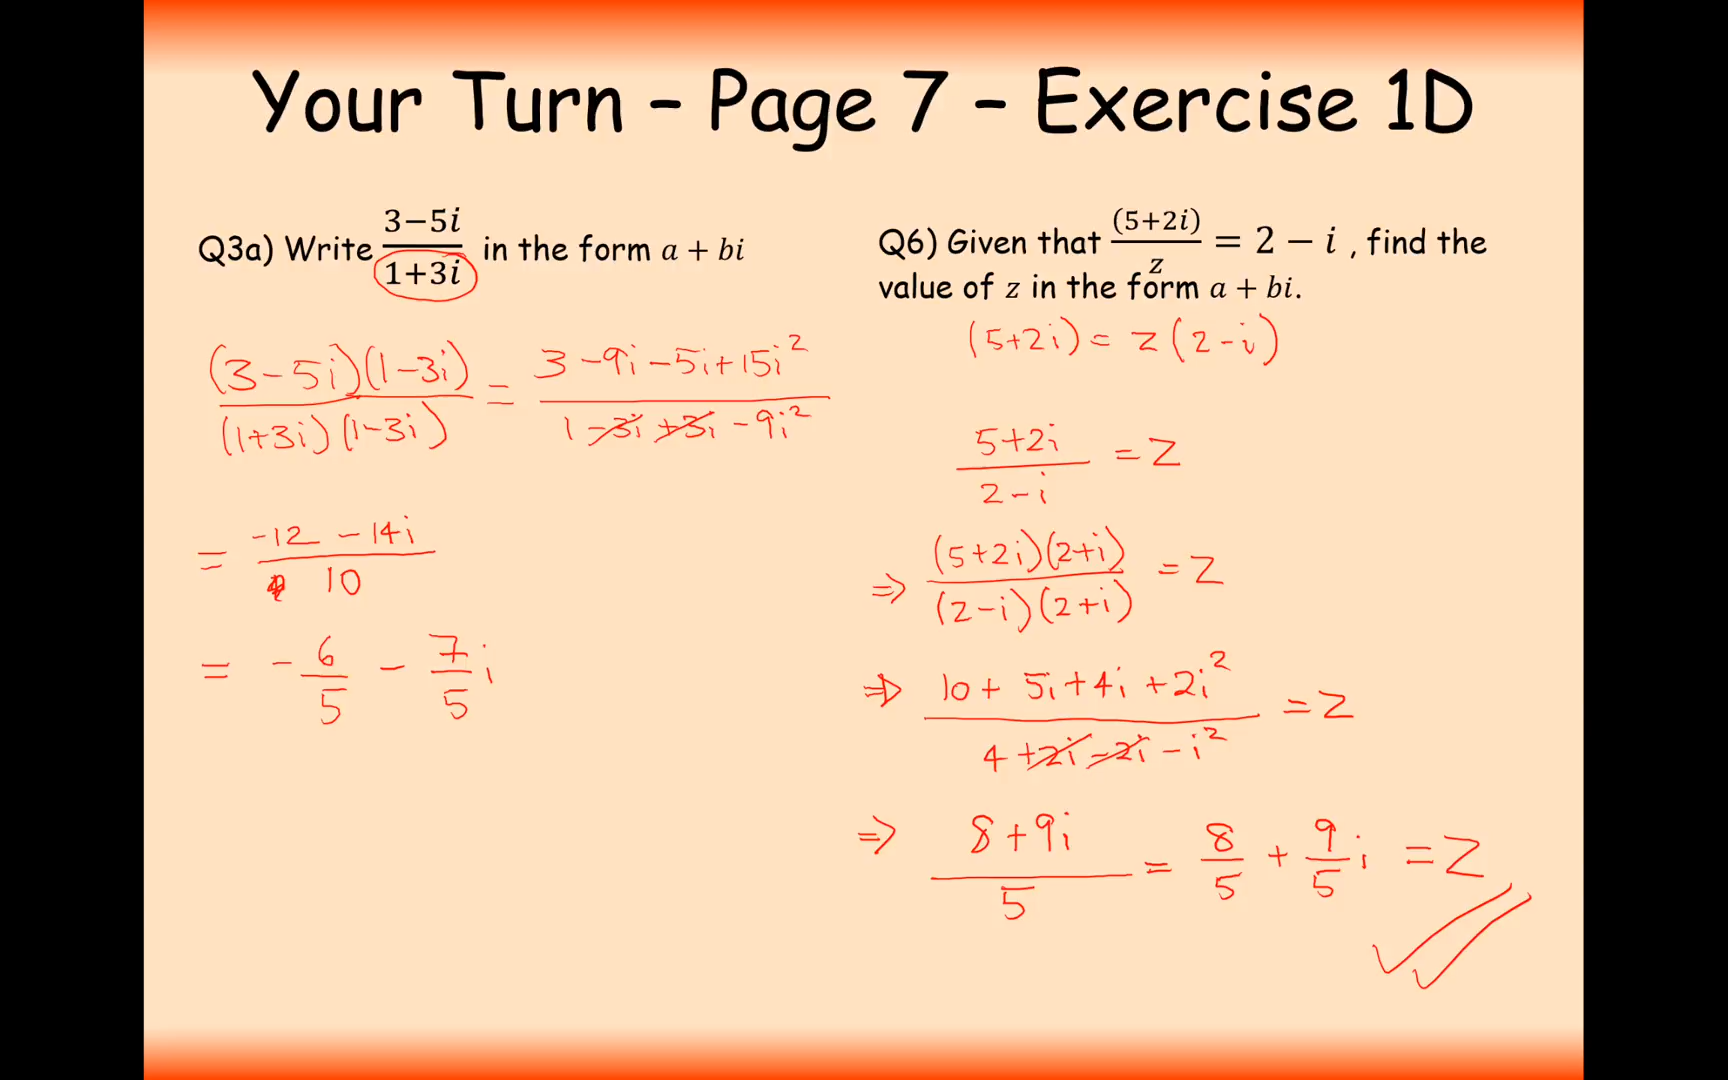 Your Turn – Page 7 – Exercise 1D
Q3a) Write (3−5i)/(1+3i) in the form a + bi
((3-5i)(1-3i))/((1+3i)(1-3i)) = (3-9i-5i+15i²)/(1-3i+3i-9i²)
= (-12-14i)/10
= -6/5 - 7/5 i
Q6) Given that (5+2i)/z = 2 − i , find the
value of z in the form a + bi.
(5+2i) = z(2-i)
(5+2i)/(2-i) = z
⇒ ((5+2i)(2+i))/((2-i)(2+i)) = z
⇒ (10+5i+4i+2i²)/(4+2i-2i-i²) = z
⇒ (8+9i)/5 = 8/5 + 9/5 i = z